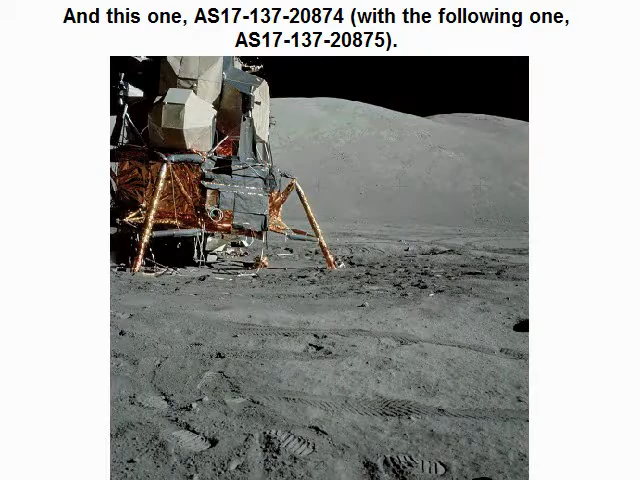 And this one, AS17-137-20874 (with the following one,
AS17-137-20875).